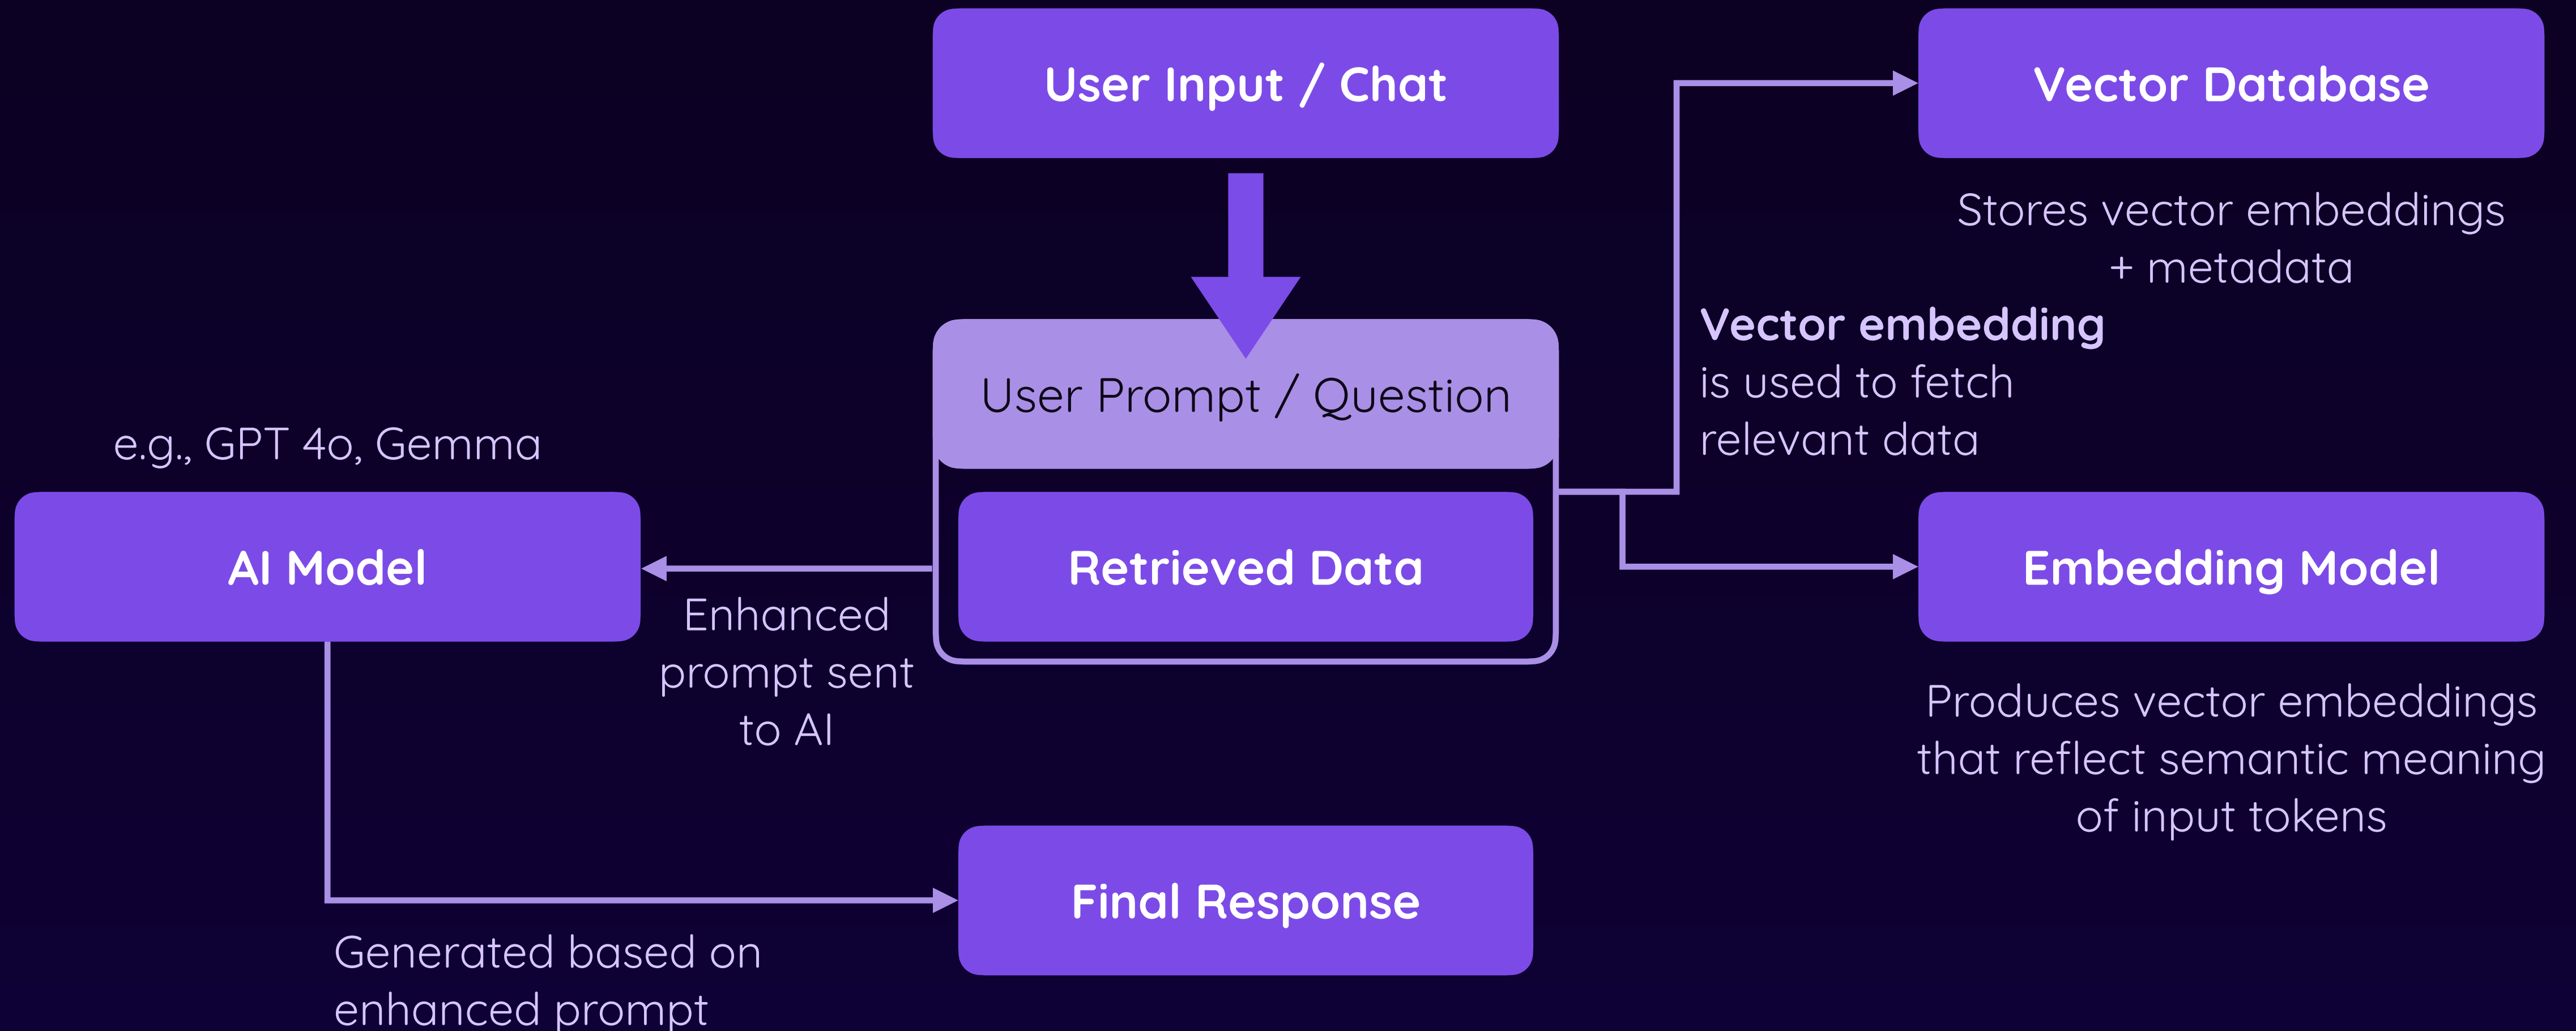 User Input / Chat
Vector Database
Stores vector embeddings
+ metadata
Vector embedding
is used to fetch
relevant data
User Prompt / Question
e.g., GPT 4o, Gemma
AI Model
Retrieved Data
Embedding Model
Enhanced
prompt sent
to AI
Produces vector embeddings
that reflect semantic meaning
of input tokens
Final Response
Generated based on
enhanced prompt